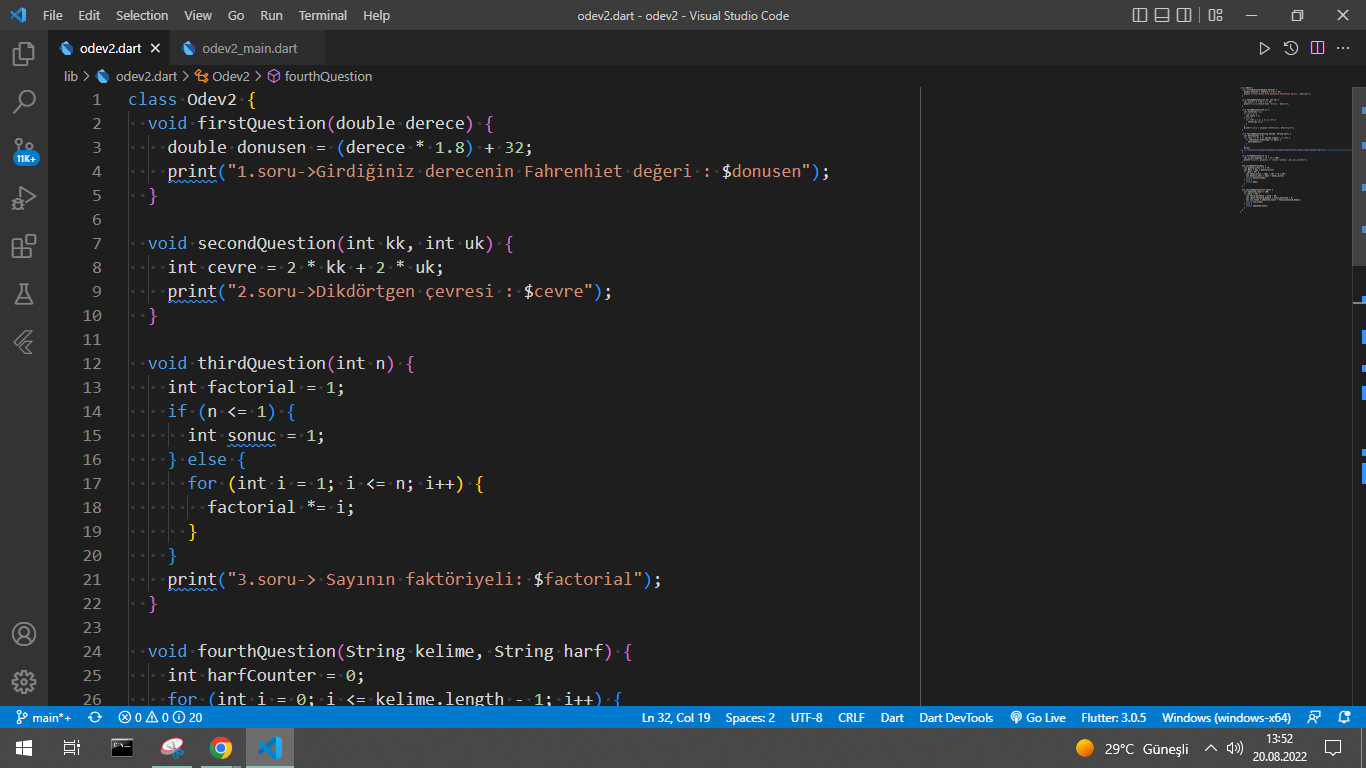 File Edit Selection View Go Run Terminal Help odev2.dart - odev2 - Visual Studio Code
odev2.dart odev2_main.dart
lib > odev2.dart > Odev2 > fourthQuestion
11K+
1 class Odev2 {
2 void firstQuestion(double derece) {
3 double donusen = (derece * 1.8) + 32;
4 print("1.soru->Girdiğiniz derecenin Fahrenhiet değeri : $donusen");
5 }
6
7 void secondQuestion(int kk, int uk) {
8 int cevre = 2 * kk + 2 * uk;
9 print("2.soru->Dikdörtgen çevresi : $cevre");
10 }
11
12 void thirdQuestion(int n) {
13 int factorial = 1;
14 if (n <= 1) {
15 int sonuc = 1;
16 } else {
17 for (int i = 1; i <= n; i++) {
18 factorial *= i;
19 }
20 }
21 print("3.soru-> Sayının faktöriyeli: $factorial");
22 }
23
24 void fourthQuestion(String kelime, String harf) {
25 int harfCounter = 0;
26 for (int i = 0; i <= kelime.length - 1; i++) {
main*+ 0 0 20 Ln 32, Col 19 Spaces: 2 UTF-8 CRLF Dart Dart DevTools Go Live Flutter: 3.0.5 Windows (windows-x64)
29°C Güneşli 13:52
20.08.2022